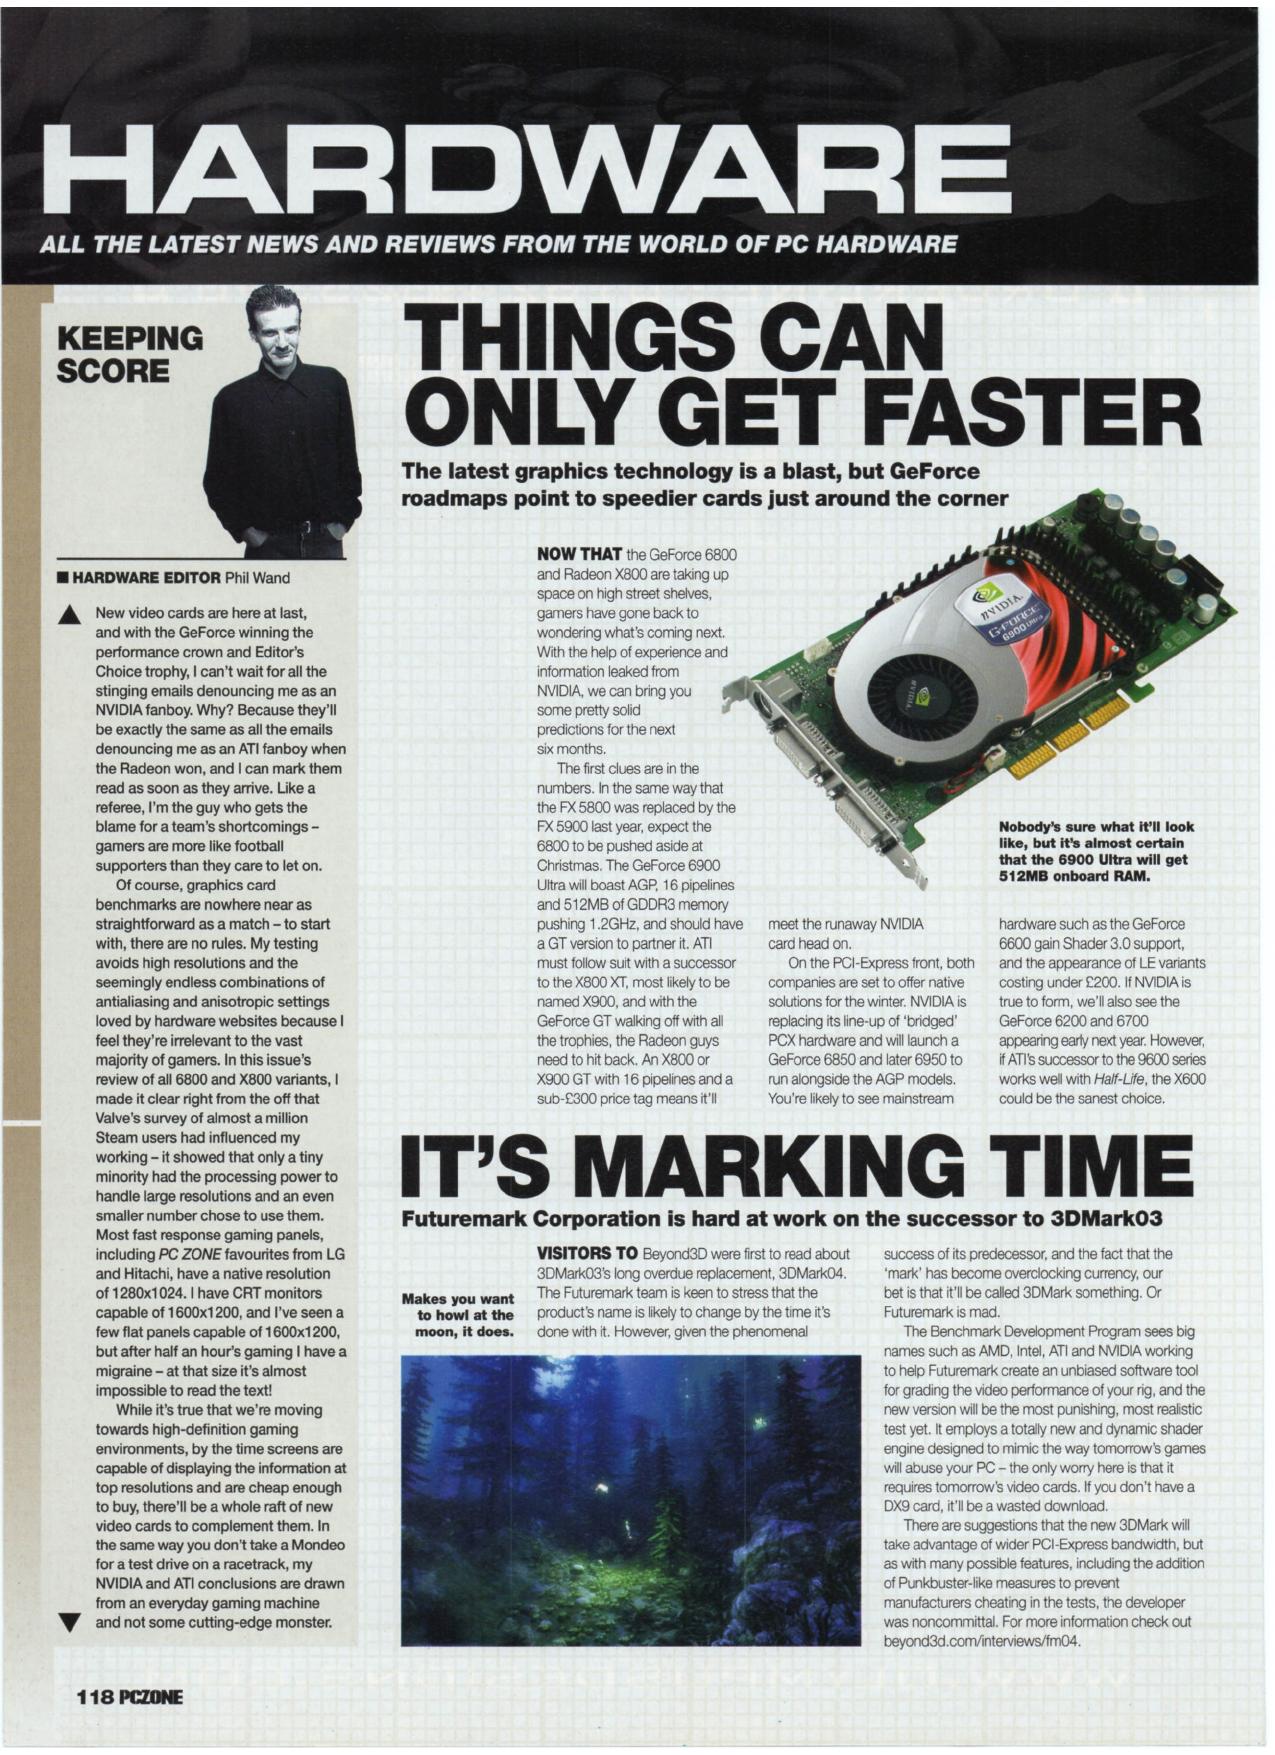 HARDWARE
ALL THE LATEST NEWS AND REVIEWS FROM THE WORLD OF PC HARDWARE
KEEPING
SCORE
■ HARDWARE EDITOR Phil Wand
▲ New video cards are here at last,
and with the GeForce winning the
performance crown and Editor's
Choice trophy, I can't wait for all the
stinging emails denouncing me as an
NVIDIA fanboy. Why? Because they'll
be exactly the same as all the emails
denouncing me as an ATI fanboy when
the Radeon won, and I can mark them
read as soon as they arrive. Like a
referee, I'm the guy who gets the
blame for a team's shortcomings –
gamers are more like football
supporters than they care to let on.
Of course, graphics card
benchmarks are nowhere near as
straightforward as a match – to start
with, there are no rules. My testing
avoids high resolutions and the
seemingly endless combinations of
antialiasing and anisotropic settings
loved by hardware websites because I
feel they're irrelevant to the vast
majority of gamers. In this issue's
review of all 6800 and X800 variants, I
made it clear right from the off that
Valve's survey of almost a million
Steam users had influenced my
working – it showed that only a tiny
minority had the processing power to
handle large resolutions and an even
smaller number chose to use them.
Most fast response gaming panels,
including PC ZONE favourites from LG
and Hitachi, have a native resolution
of 1280x1024. I have CRT monitors
capable of 1600x1200, and I've seen a
few flat panels capable of 1600x1200,
but after half an hour's gaming I have a
migraine – at that size it's almost
impossible to read the text!
While it's true that we're moving
towards high-definition gaming
environments, by the time screens are
capable of displaying the information at
top resolutions and are cheap enough
to buy, there'll be a whole raft of new
video cards to complement them. In
the same way you don't take a Mondeo
for a test drive on a racetrack, my
NVIDIA and ATI conclusions are drawn
from an everyday gaming machine
▼ and not some cutting-edge monster.
THINGS CAN
ONLY GET FASTER
The latest graphics technology is a blast, but GeForce
roadmaps point to speedier cards just around the corner
NOW THAT the GeForce 6800
and Radeon X800 are taking up
space on high street shelves,
gamers have gone back to
wondering what's coming next.
With the help of experience and
information leaked from
NVIDIA, we can bring you
some pretty solid
predictions for the next
six months.
The first clues are in the
numbers. In the same way that
the FX 5800 was replaced by the
FX 5900 last year, expect the
6800 to be pushed aside at
Christmas. The GeForce 6900
Ultra will boast AGP, 16 pipelines
and 512MB of GDDR3 memory
pushing 1.2GHz, and should have
a GT version to partner it. ATI
must follow suit with a successor
to the X800 XT, most likely to be
named X900, and with the
GeForce GT walking off with all
the trophies, the Radeon guys
need to hit back. An X800 or
X900 GT with 16 pipelines and a
sub-£300 price tag means it'll
meet the runaway NVIDIA
card head on.
On the PCI-Express front, both
companies are set to offer native
solutions for the winter. NVIDIA is
replacing its line-up of 'bridged'
PCX hardware and will launch a
GeForce 6850 and later 6950 to
run alongside the AGP models.
You're likely to see mainstream
hardware such as the GeForce
6600 gain Shader 3.0 support,
and the appearance of LE variants
costing under £200. If NVIDIA is
true to form, we'll also see the
GeForce 6200 and 6700
appearing early next year. However,
if ATI's successor to the 9600 series
works well with Half-Life, the X600
could be the sanest choice.
NVIDIA.
GEFORCE
6900 Ultra
NVIDIA
Nobody's sure what it'll look
like, but it's almost certain
that the 6900 Ultra will get
512MB onboard RAM.
IT'S MARKING TIME
Futuremark Corporation is hard at work on the successor to 3DMark03
Makes you want
to howl at the
moon, it does.
VISITORS TO Beyond3D were first to read about
3DMark03's long overdue replacement, 3DMark04.
The Futuremark team is keen to stress that the
product's name is likely to change by the time it's
done with it. However, given the phenomenal
success of its predecessor, and the fact that the
'mark' has become overclocking currency, our
bet is that it'll be called 3DMark something. Or
Futuremark is mad.
The Benchmark Development Program sees big
names such as AMD, Intel, ATI and NVIDIA working
to help Futuremark create an unbiased software tool
for grading the video performance of your rig, and the
new version will be the most punishing, most realistic
test yet. It employs a totally new and dynamic shader
engine designed to mimic the way tomorrow's games
will abuse your PC – the only worry here is that it
requires tomorrow's video cards. If you don't have a
DX9 card, it'll be a wasted download.
There are suggestions that the new 3DMark will
take advantage of wider PCI-Express bandwidth, but
as with many possible features, including the addition
of Punkbuster-like measures to prevent
manufacturers cheating in the tests, the developer
was noncommittal. For more information check out
beyond3d.com/interviews/fm04.
118 PCZONE